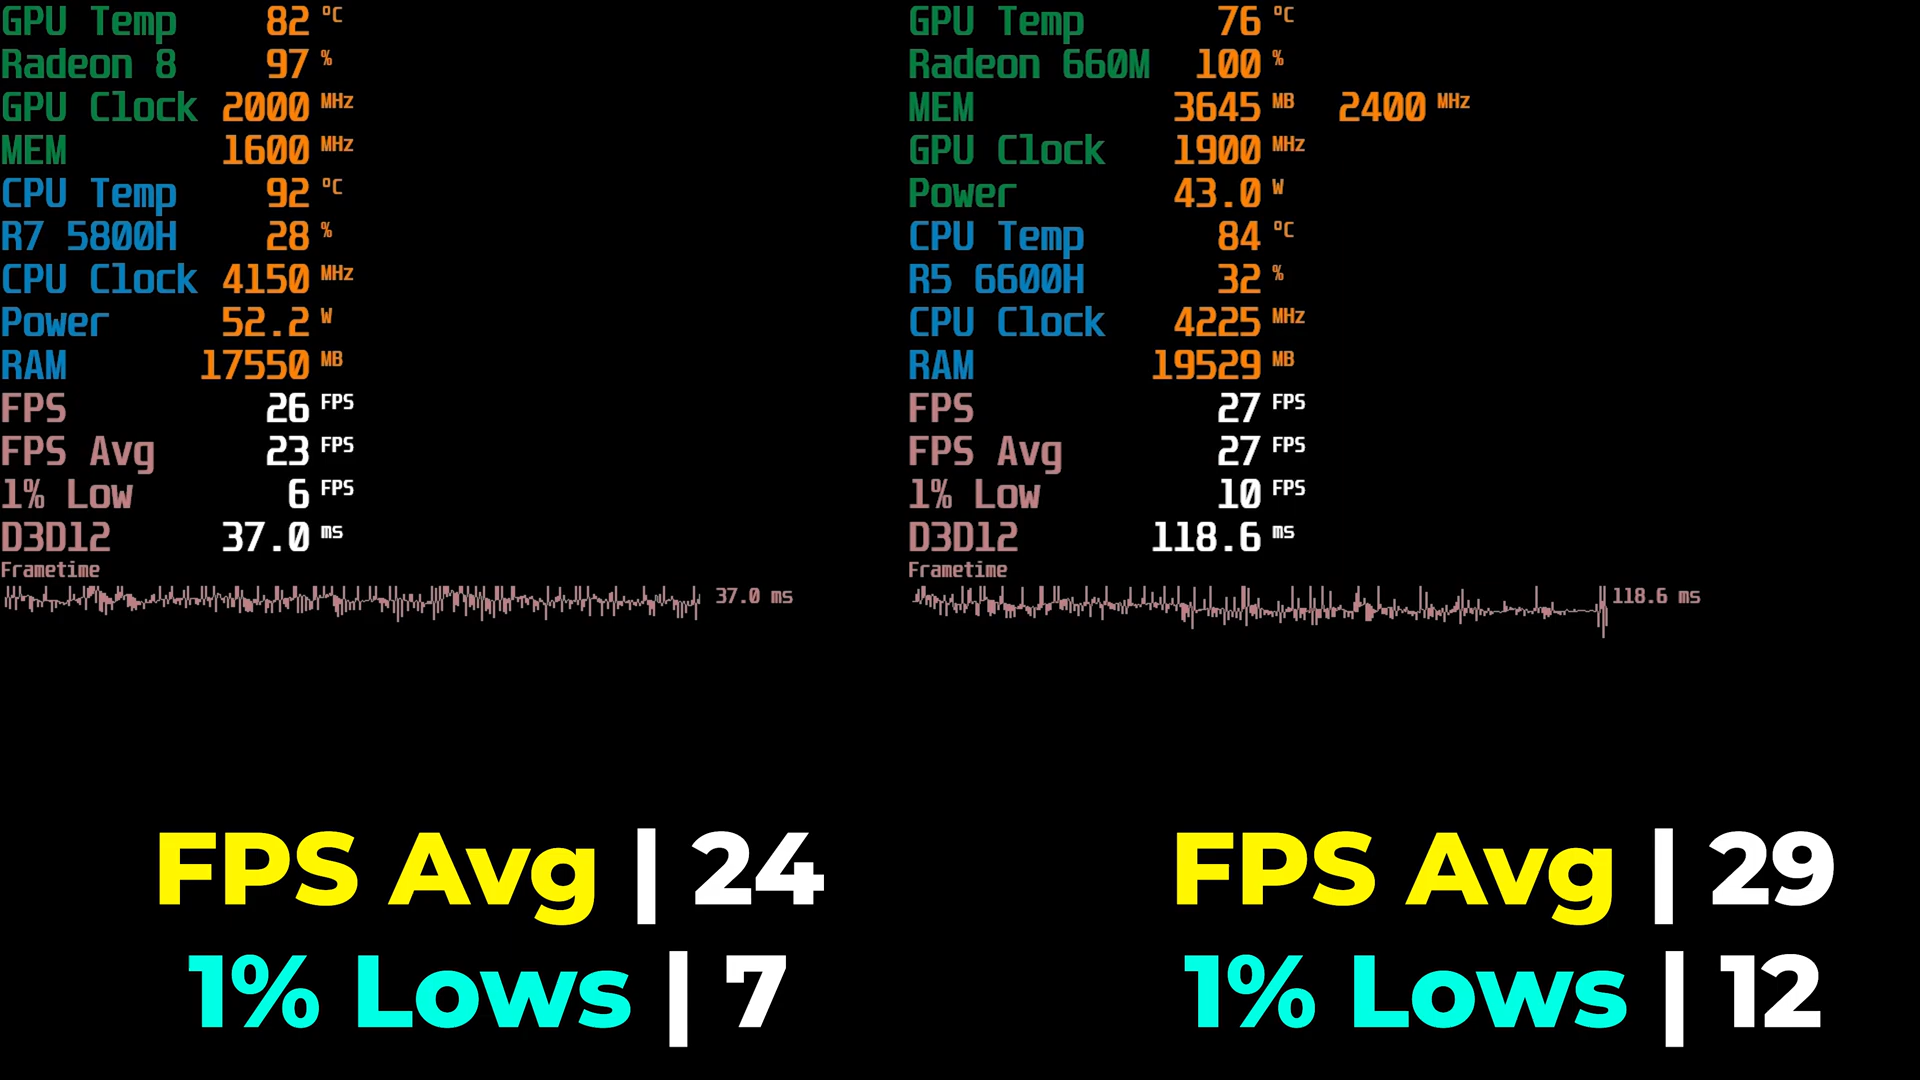 GPU Temp 82 °C
Radeon 8 97 %
GPU Clock 2000 MHz
MEM 1600 MHz
CPU Temp 92 °C
R7 5800H 28 %
CPU Clock 4150 MHz
Power 52.2 W
RAM 17550 MB
FPS 26 FPS
FPS Avg 23 FPS
1% Low 6 FPS
D3D12 37.0 ms
Frametime
37.0 ms
FPS Avg | 24
1% Lows | 7
GPU Temp 76 °C
Radeon 660M 100 %
MEM 3645 MB 2400 MHz
GPU Clock 1900 MHz
Power 43.0 W
CPU Temp 84 °C
R5 6600H 32 %
CPU Clock 4225 MHz
RAM 19529 MB
FPS 27 FPS
FPS Avg 27 FPS
1% Low 10 FPS
D3D12 118.6 ms
Frametime
118.6 ms
FPS Avg | 29
1% Lows | 12